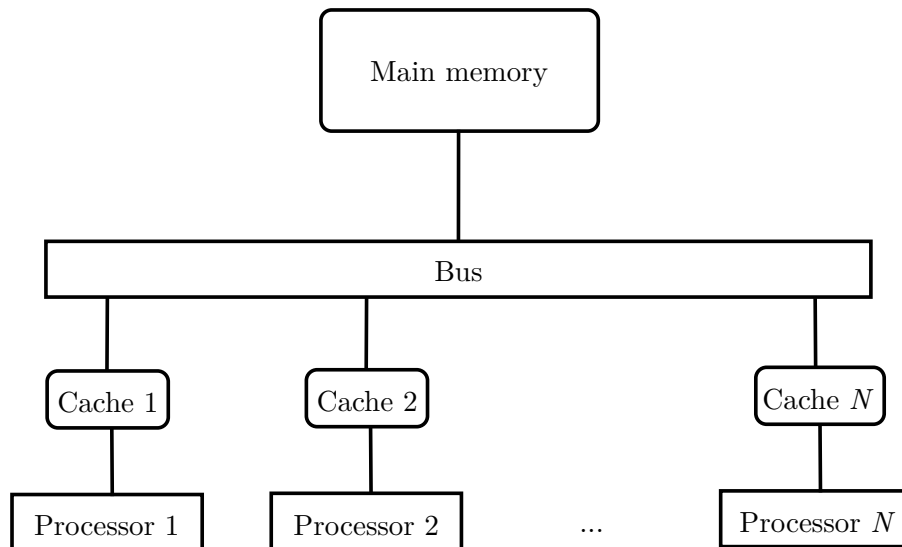 Main memory
Bus
Cache 1
Cache 2
Cache N
Processor 1
Processor 2
...
Processor N